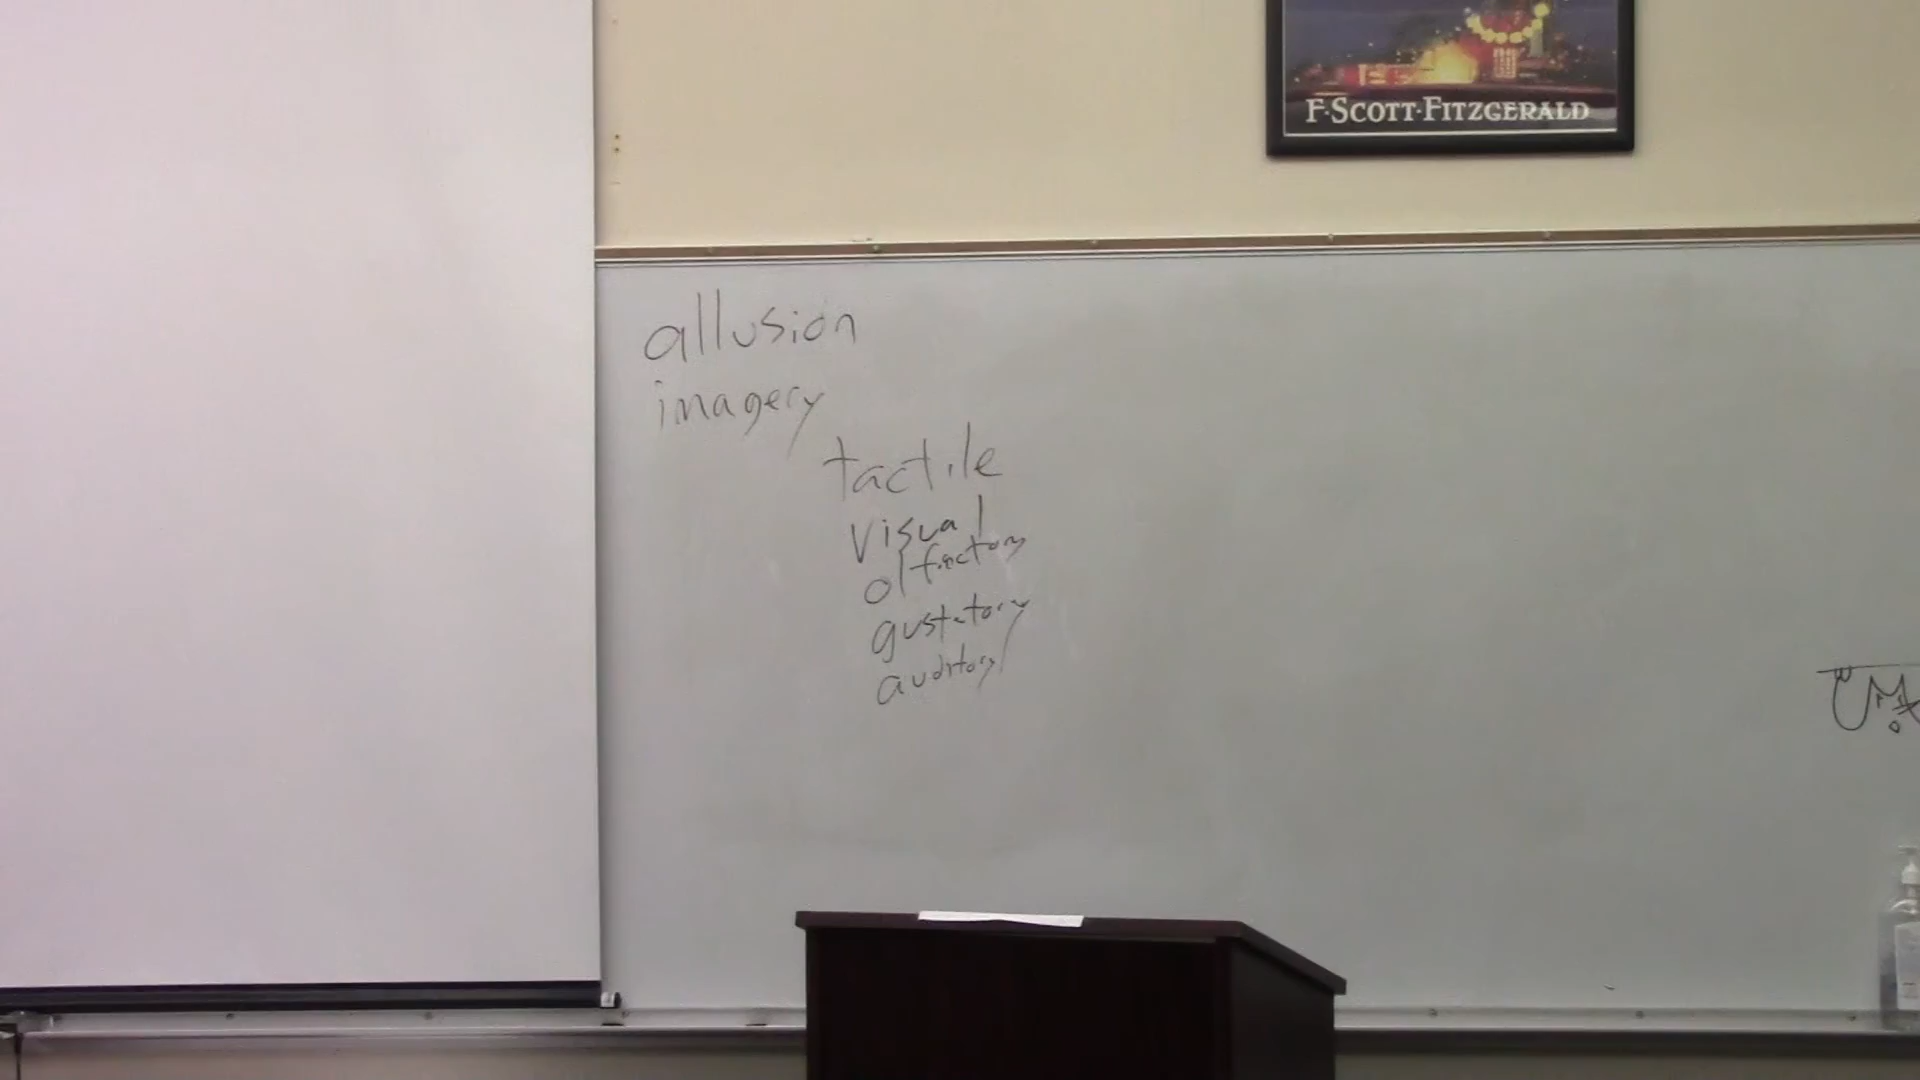 F·SCOTT·FITZGERALD
allusion
imagery
tactile
visual
olfactory
gustatory
auditory